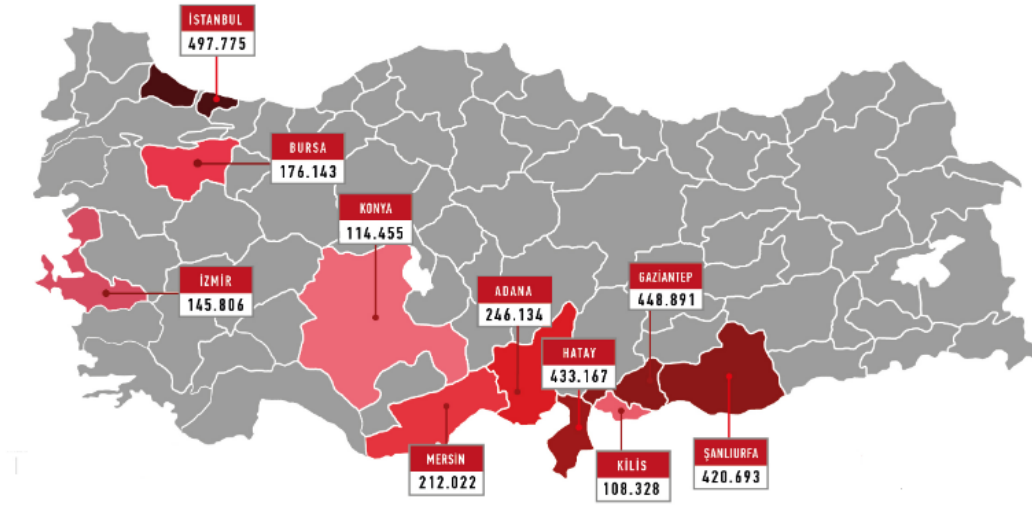 İSTANBUL
497.775
BURSA
176.143
KONYA
114.455
İZMİR
145.806
ADANA
246.134
GAZİANTEP
448.891
HATAY
433.167
MERSİN
212.022
KİLİS
108.328
ŞANLIURFA
420.693